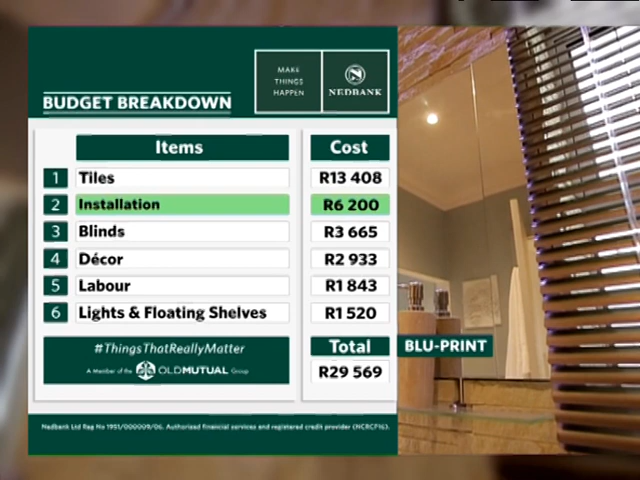 BUDGET BREAKDOWN
MAKE
THINGS
HAPPEN
NEDBANK
Items Cost
1 Tiles R13 408
2 Installation R6 200
3 Blinds R3 665
4 Décor R2 933
5 Labour R1 843
6 Lights & Floating Shelves R1 520
#ThingsThatReallyMatter
A Member of the OLDMUTUAL Group
Total
R29 569
BLU-PRINT
Nedbank Ltd Reg No 1951/000009/06. Authorised financial services and registered credit provider (NCRCP16).